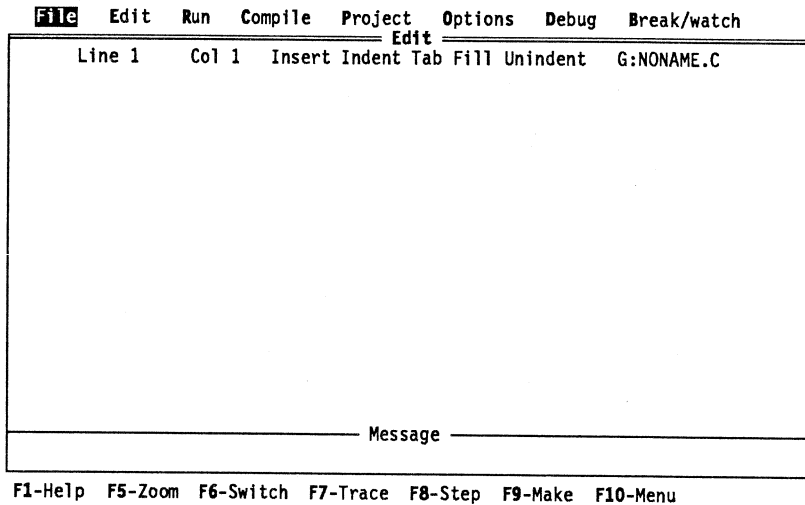 File Edit Run Compile Project Options Debug Break/watch
Edit
Line 1 Col 1 Insert Indent Tab Fill Unindent G:NONAME.C
Message
F1-Help F5-Zoom F6-Switch F7-Trace F8-Step F9-Make F10-Menu